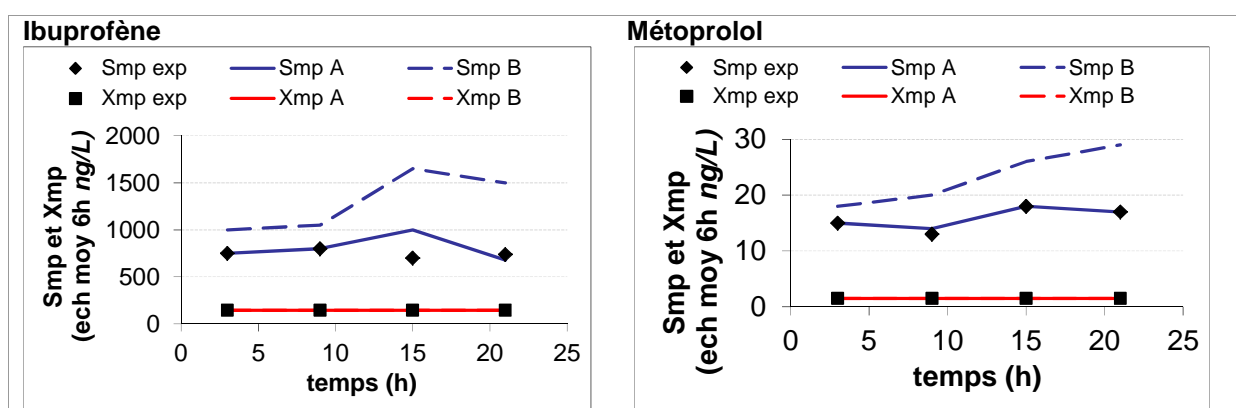 Ibuprofène
Smp exp Smp A Smp B
Xmp exp Xmp A Xmp B
2000
1500
1000
500
0
0 5 10 15 20 25
temps (h)
Smp et Xmp
(ech moy 6h ng/L)
Métoprolol
Smp exp Smp A Smp B
Xmp exp Xmp A Xmp B
30
20
10
0
0 5 10 15 20 25
temps (h)
Smp et Xmp
(ech moy 6h ng/L)